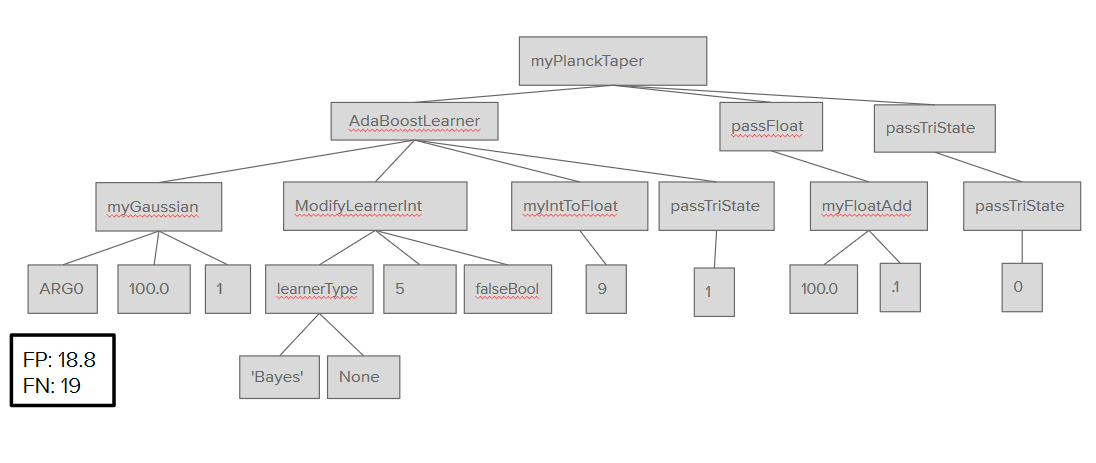 myPlanckTaper
AdaBoostLearner
passFloat
passTriState
myGaussian
ModifyLearnerInt
myIntToFloat
passTriState
myFloatAdd
passTriState
ARG0
100.0
1
learnerType
5
falseBool
9
1
100.0
.1
0
'Bayes'
None
FP: 18.8
FN: 19